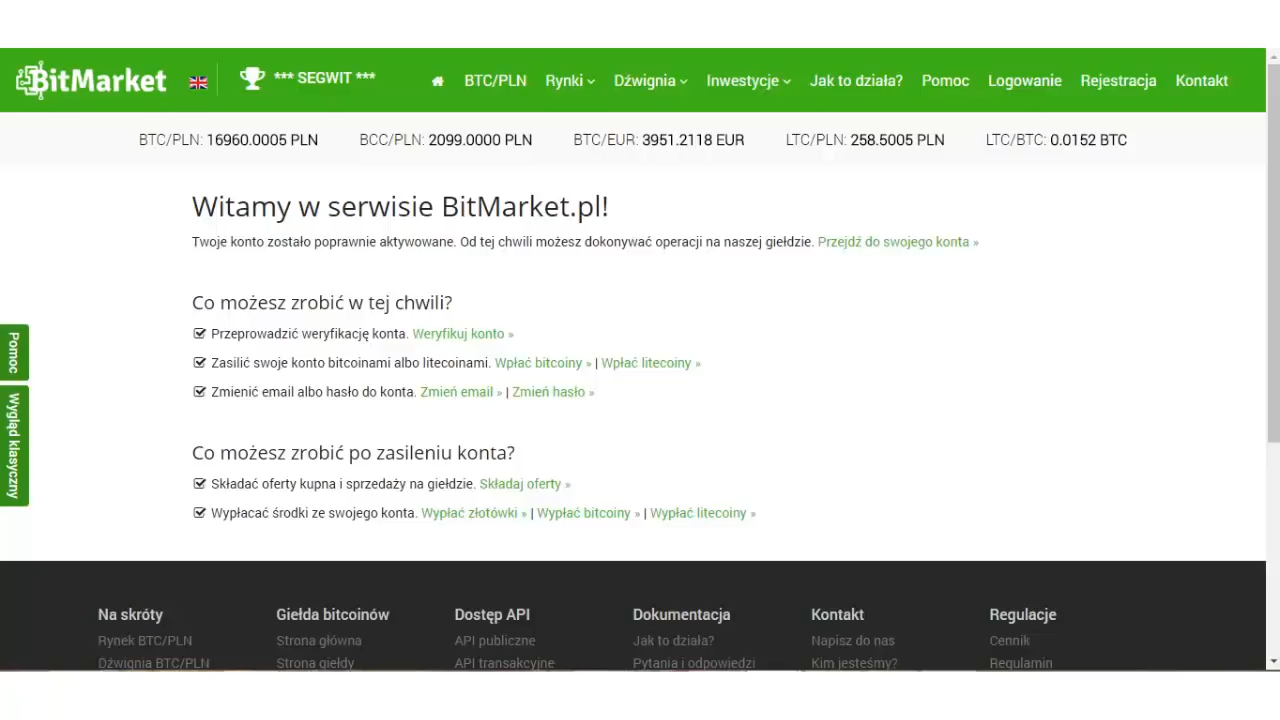 BitMarket *** SEGWIT *** BTC/PLN Rynki Dźwignia Inwestycje Jak to działa? Pomoc Logowanie Rejestracja Kontakt
BTC/PLN: 16960.0005 PLN BCC/PLN: 2099.0000 PLN BTC/EUR: 3951.2118 EUR LTC/PLN: 258.5005 PLN LTC/BTC: 0.0152 BTC
Witamy w serwisie BitMarket.pl!
Twoje konto zostało poprawnie aktywowane. Od tej chwili możesz dokonywać operacji na naszej giełdzie. Przejdź do swojego konta »
Co możesz zrobić w tej chwili?
Przeprowadzić weryfikację konta. Weryfikuj konto »
Zasilić swoje konto bitcoinami albo litecoinami. Wpłać bitcoiny » | Wpłać litecoiny »
Zmienić email albo hasło do konta. Zmień email » | Zmień hasło »
Co możesz zrobić po zasileniu konta?
Składać oferty kupna i sprzedaży na giełdzie. Składaj oferty »
Wypłacać środki ze swojego konta. Wypłać złotówki » | Wypłać bitcoiny » | Wypłać litecoiny »
Pomoc
Wygląd klasyczny
Na skróty Giełda bitcoinów Dostęp API Dokumentacja Kontakt Regulacje
Rynek BTC/PLN Strona główna API publiczne Jak to działa? Napisz do nas Cennik
Dźwignia BTC/PLN Strona giełdy API transakcyjne Pytania i odpowiedzi Kim jesteśmy? Regulamin